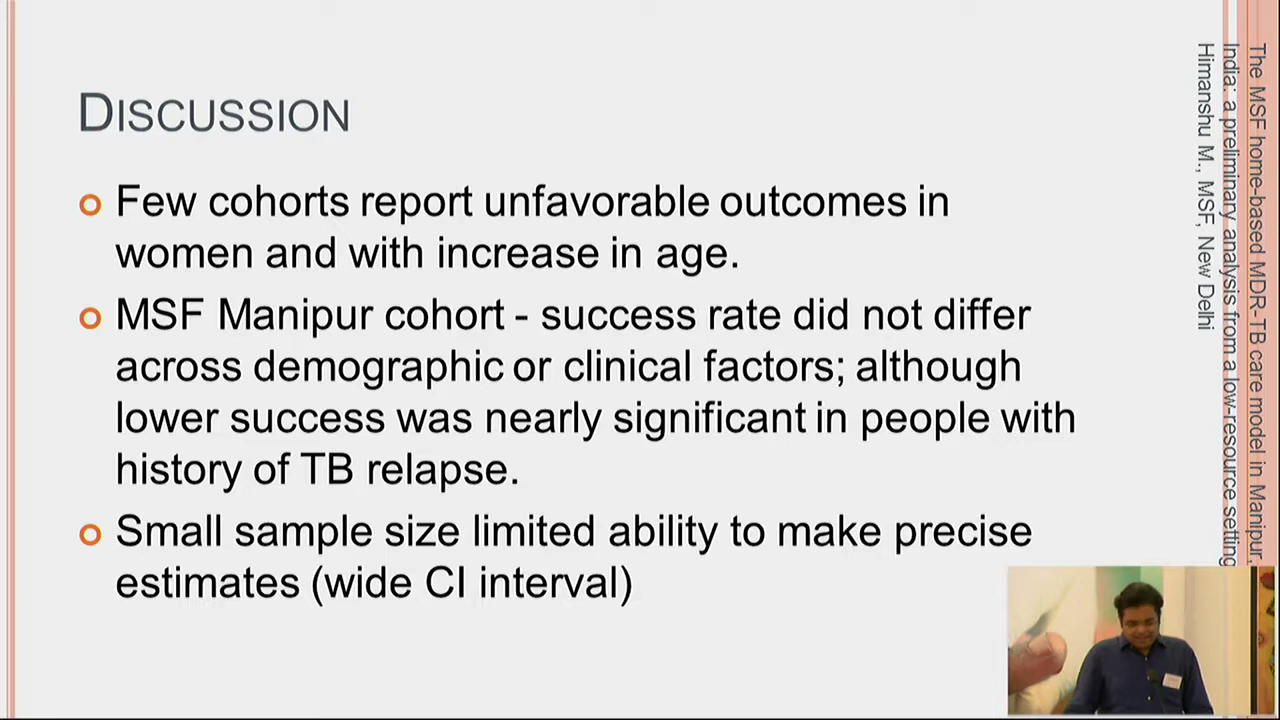 DISCUSSION
Few cohorts report unfavorable outcomes in
women and with increase in age.
MSF Manipur cohort - success rate did not differ
across demographic or clinical factors; although
lower success was nearly significant in people with
history of TB relapse.
Small sample size limited ability to make precise
estimates (wide CI interval)
The MSF home-based MDR-TB care model in Manipur,
India: a preliminary analysis from a low-resource setting
Himanshu M., MSF, New Delhi